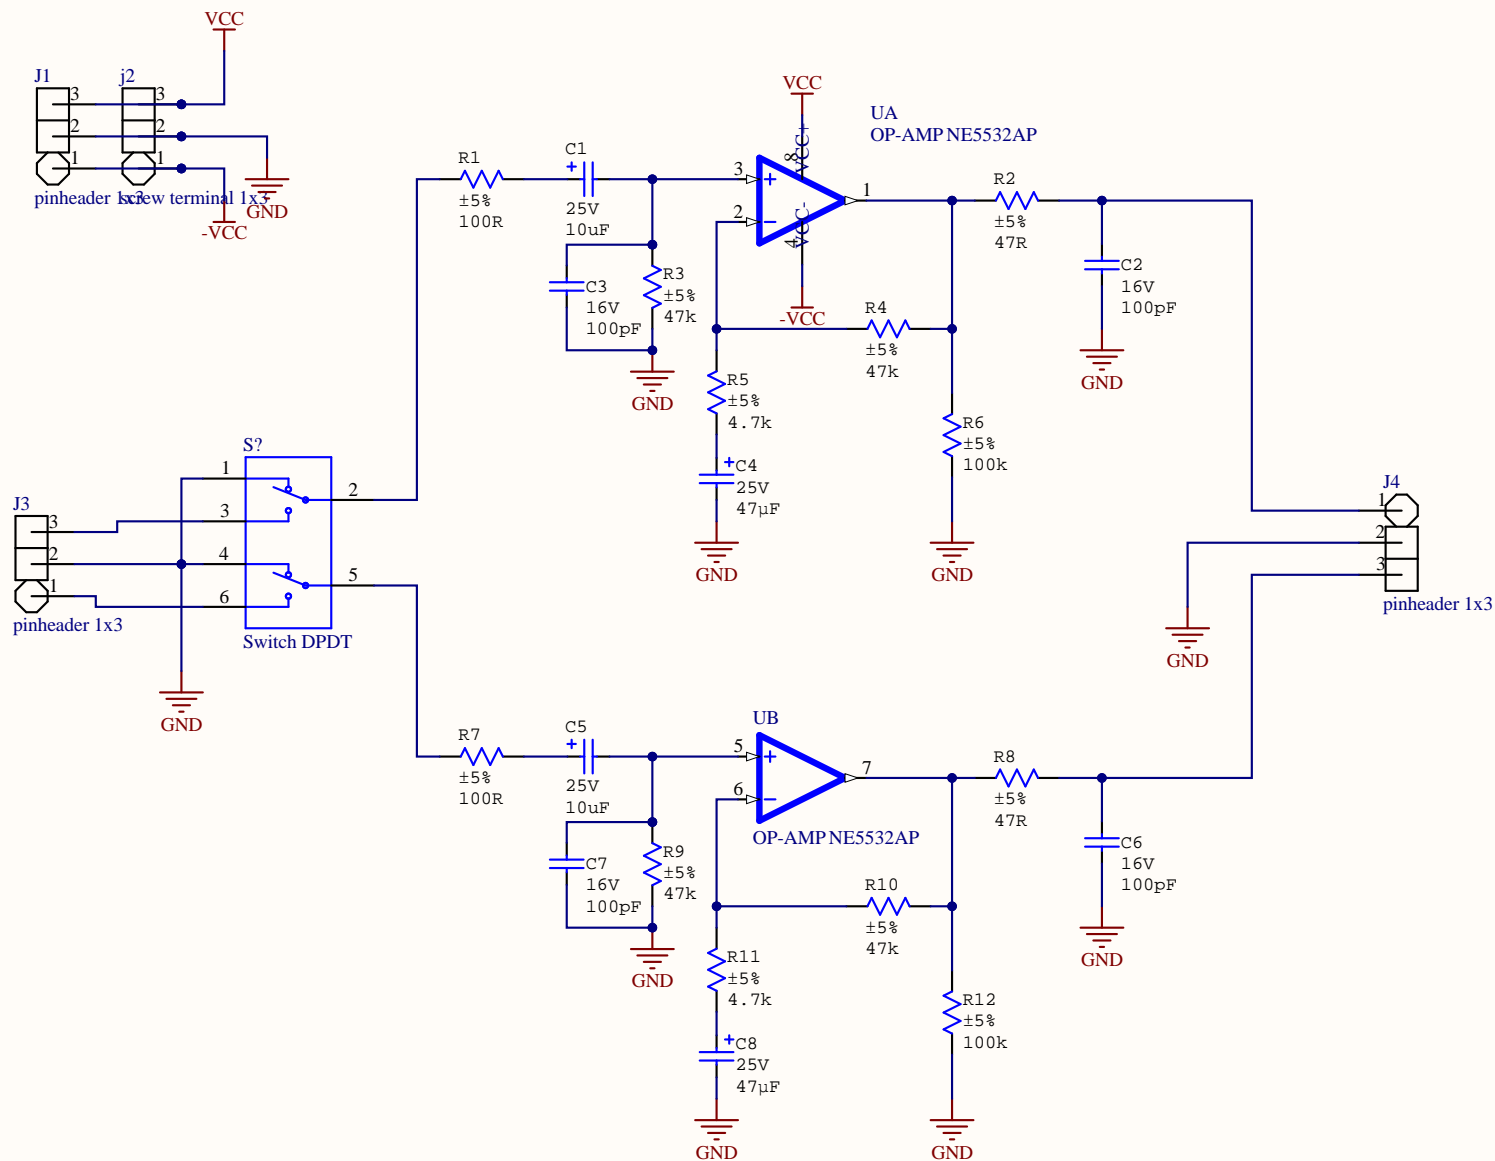 VCC
J1
j2
3
3
2
2
1
1
pinheader 1x3
screw terminal 1x3
GND
-VCC
R1
±5%
100R
C1
+
25V
10uF
C3
16V
100pF
R3
±5%
47k
GND
VCC
UA
OP-AMP NE5532AP
8
VCC+
3
+
2
−
1
4
VCC-
-VCC
R2
±5%
47R
C2
16V
100pF
GND
R4
±5%
47k
R5
±5%
4.7k
+
C4
25V
47µF
GND
R6
±5%
100k
GND
S?
1
2
3
4
5
6
Switch DPDT
J3
3
2
1
pinheader 1x3
GND
J4
1
2
3
pinheader 1x3
GND
R7
±5%
100R
C5
+
25V
10uF
C7
16V
100pF
R9
±5%
47k
GND
UB
5
+
6
−
7
OP-AMP NE5532AP
R8
±5%
47R
C6
16V
100pF
GND
R10
±5%
47k
R11
±5%
4.7k
+
C8
25V
47µF
GND
R12
±5%
100k
GND